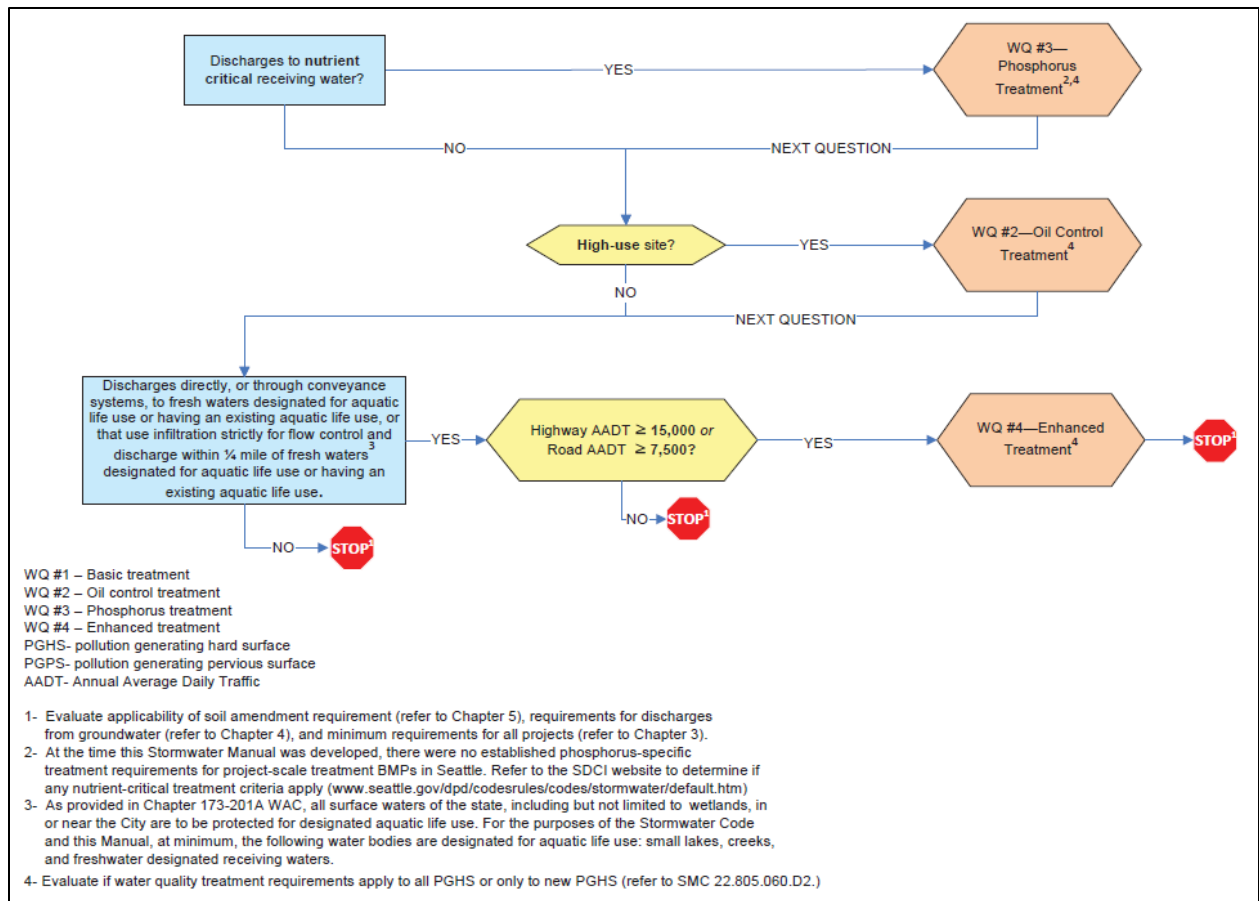 Discharges to nutrient
critical receiving water?
YES
WQ #3—
Phosphorus
Treatment2,4
NO
NEXT QUESTION
High-use site?
YES
WQ #2—Oil Control
Treatment4
NO
NEXT QUESTION
Discharges directly, or through conveyance
systems, to fresh waters designated for aquatic
life use or having an existing aquatic life use, or
that use infiltration strictly for flow control and
discharge within ¼ mile of fresh waters3
designated for aquatic life use or having an
existing aquatic life use.
YES
Highway AADT ≥ 15,000 or
Road AADT ≥ 7,500?
YES
WQ #4—Enhanced
Treatment4
STOP1
NO
STOP1
NO
STOP1
WQ #1 – Basic treatment
WQ #2 – Oil control treatment
WQ #3 – Phosphorus treatment
WQ #4 – Enhanced treatment
PGHS- pollution generating hard surface
PGPS- pollution generating pervious surface
AADT- Annual Average Daily Traffic
1- Evaluate applicability of soil amendment requirement (refer to Chapter 5), requirements for discharges
from groundwater (refer to Chapter 4), and minimum requirements for all projects (refer to Chapter 3).
2- At the time this Stormwater Manual was developed, there were no established phosphorus-specific
treatment requirements for project-scale treatment BMPs in Seattle. Refer to the SDCI website to determine if
any nutrient-critical treatment criteria apply (www.seattle.gov/dpd/codesrules/codes/stormwater/default.htm)
3- As provided in Chapter 173-201A WAC, all surface waters of the state, including but not limited to wetlands, in
or near the City are to be protected for designated aquatic life use. For the purposes of the Stormwater Code
and this Manual, at minimum, the following water bodies are designated for aquatic life use: small lakes, creeks,
and freshwater designated receiving waters.
4- Evaluate if water quality treatment requirements apply to all PGHS or only to new PGHS (refer to SMC 22.805.060.D2.)